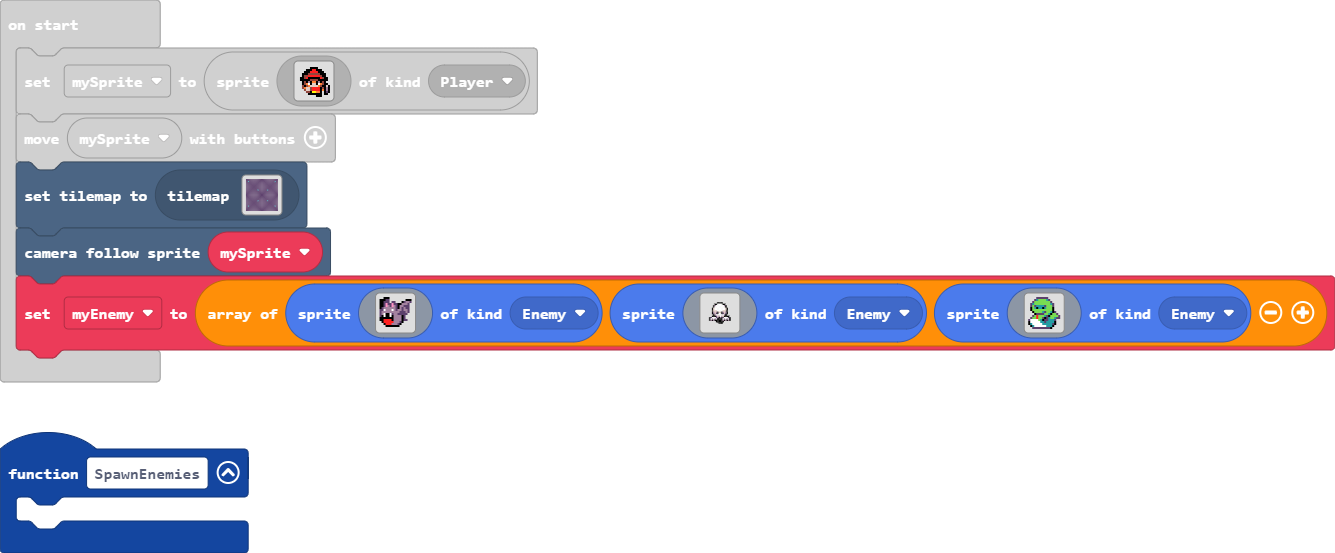 on start
set mySprite to sprite of kind Player
move mySprite with buttons
set tilemap to tilemap
camera follow sprite mySprite
set myEnemy to array of sprite of kind Enemy sprite of kind Enemy sprite of kind Enemy
function SpawnEnemies